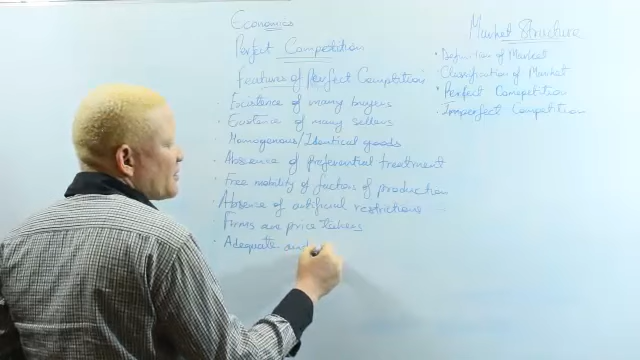 Economics
Perfect Competition
Features of Perfect Competition
· Existence of many buyers
· Existence of many sellers
· Homogenous/Identical goods
· Absence of preferential treatment
· Free mobility of factors of production
· Absence of artificial restrictions
· Firms are price takers
· Adequate and
Market Structure
· Definition of Market
· Classification of Market
· Perfect Competition
· Imperfect Competition